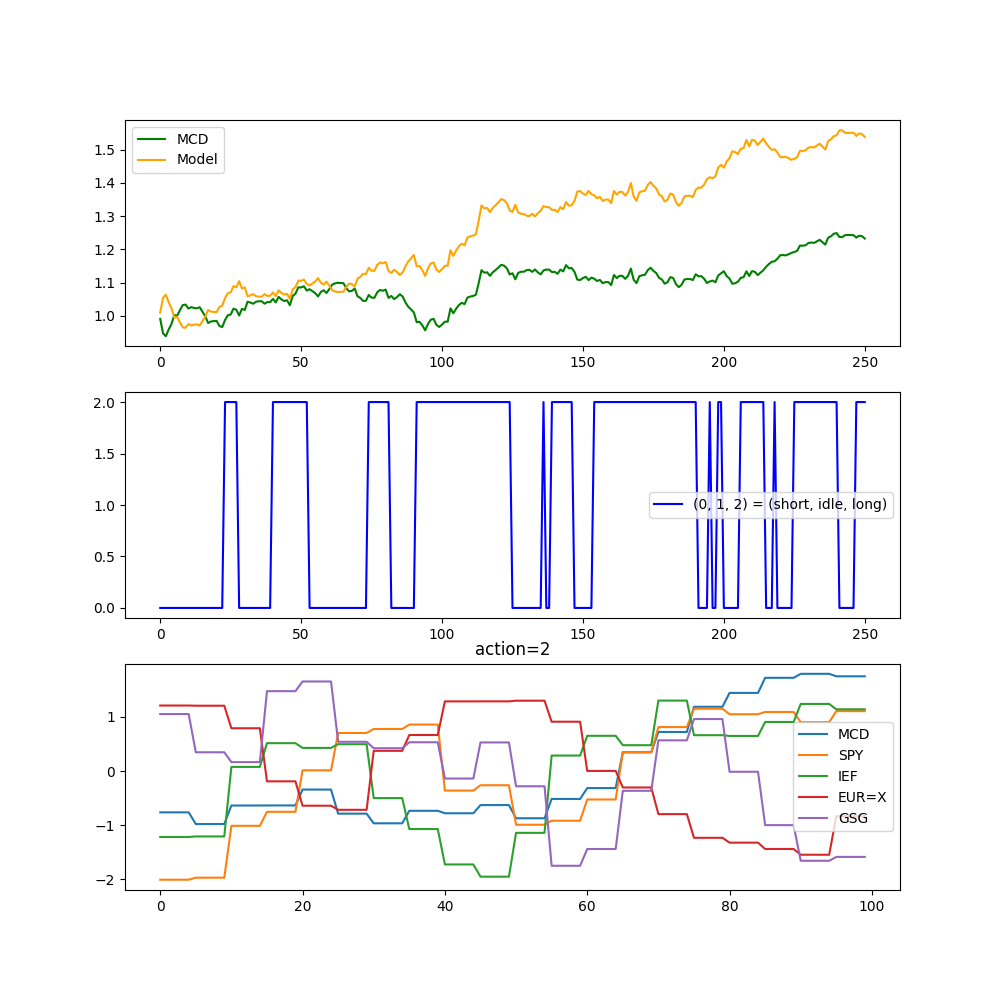 MCD
Model
1.5
1.4
1.3
1.2
1.1
1.0
0 50 100 150 200 250
2.0
1.5
1.0
0.5
0.0
(0, 1, 2) = (short, idle, long)
0 50 100 150 200 250
action=2
1
0
−1
−2
MCD
SPY
IEF
EUR=X
GSG
0 20 40 60 80 100